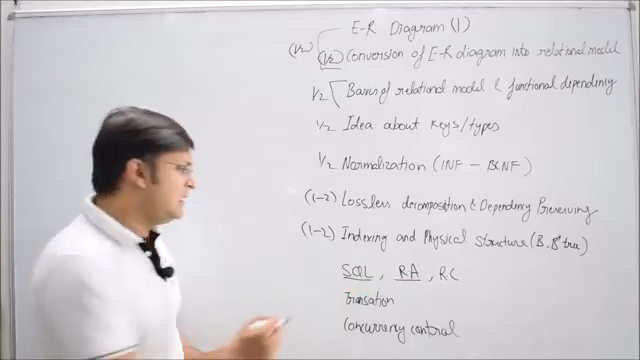 E-R Diagram (1)
(1/2) (1/2) Conversion of E-R diagram into relational model
1/2 Basics of relational model & functional dependency
1/2 Idea about keys/types
1/2 Normalization (1NF - BCNF)
(1-2) Lossless decomposition & Dependency Preserving
(1-2) Indexing and Physical structure (B, B+ tree)
SQL, RA, RC
Transation
Concurrency control